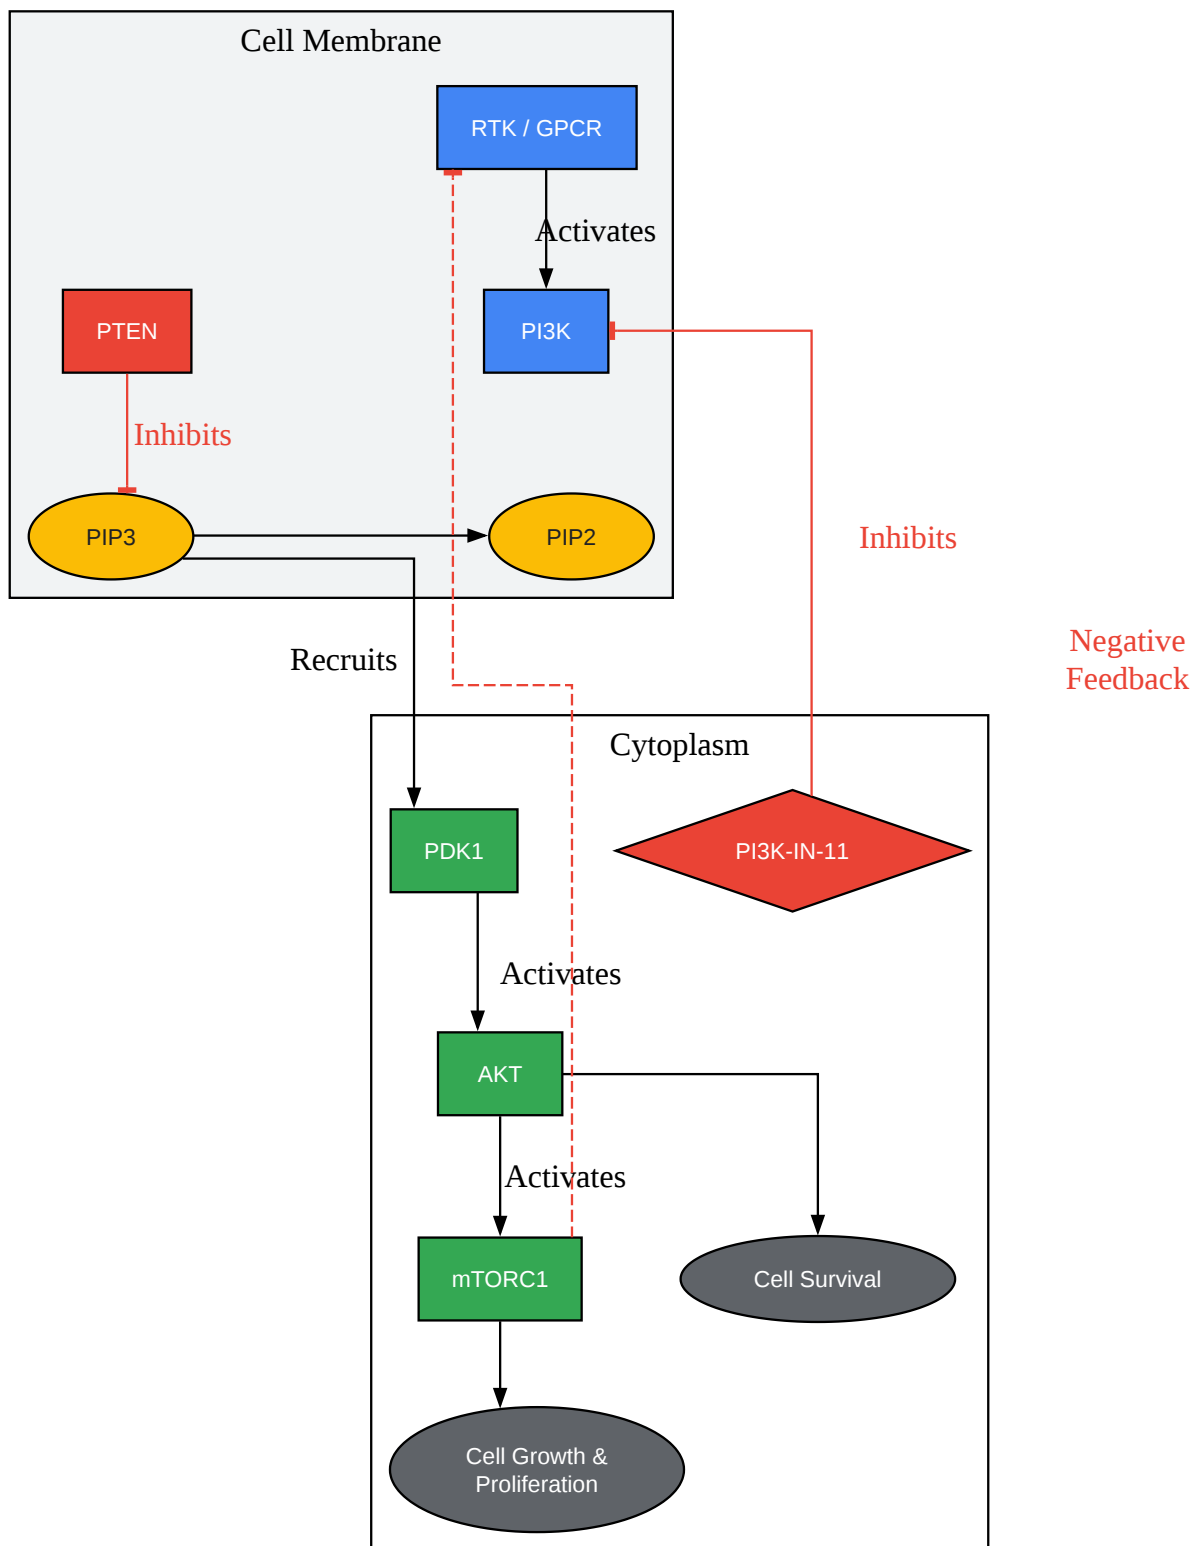 Cell Membrane
RTK / GPCR
Activates
PTEN
PI3K
Inhibits
PIP3
PIP2
Inhibits
Negative
Feedback
Recruits
Cytoplasm
PDK1
PI3K-IN-11
Activates
AKT
Activates
mTORC1
Cell Survival
Cell Growth &
Proliferation